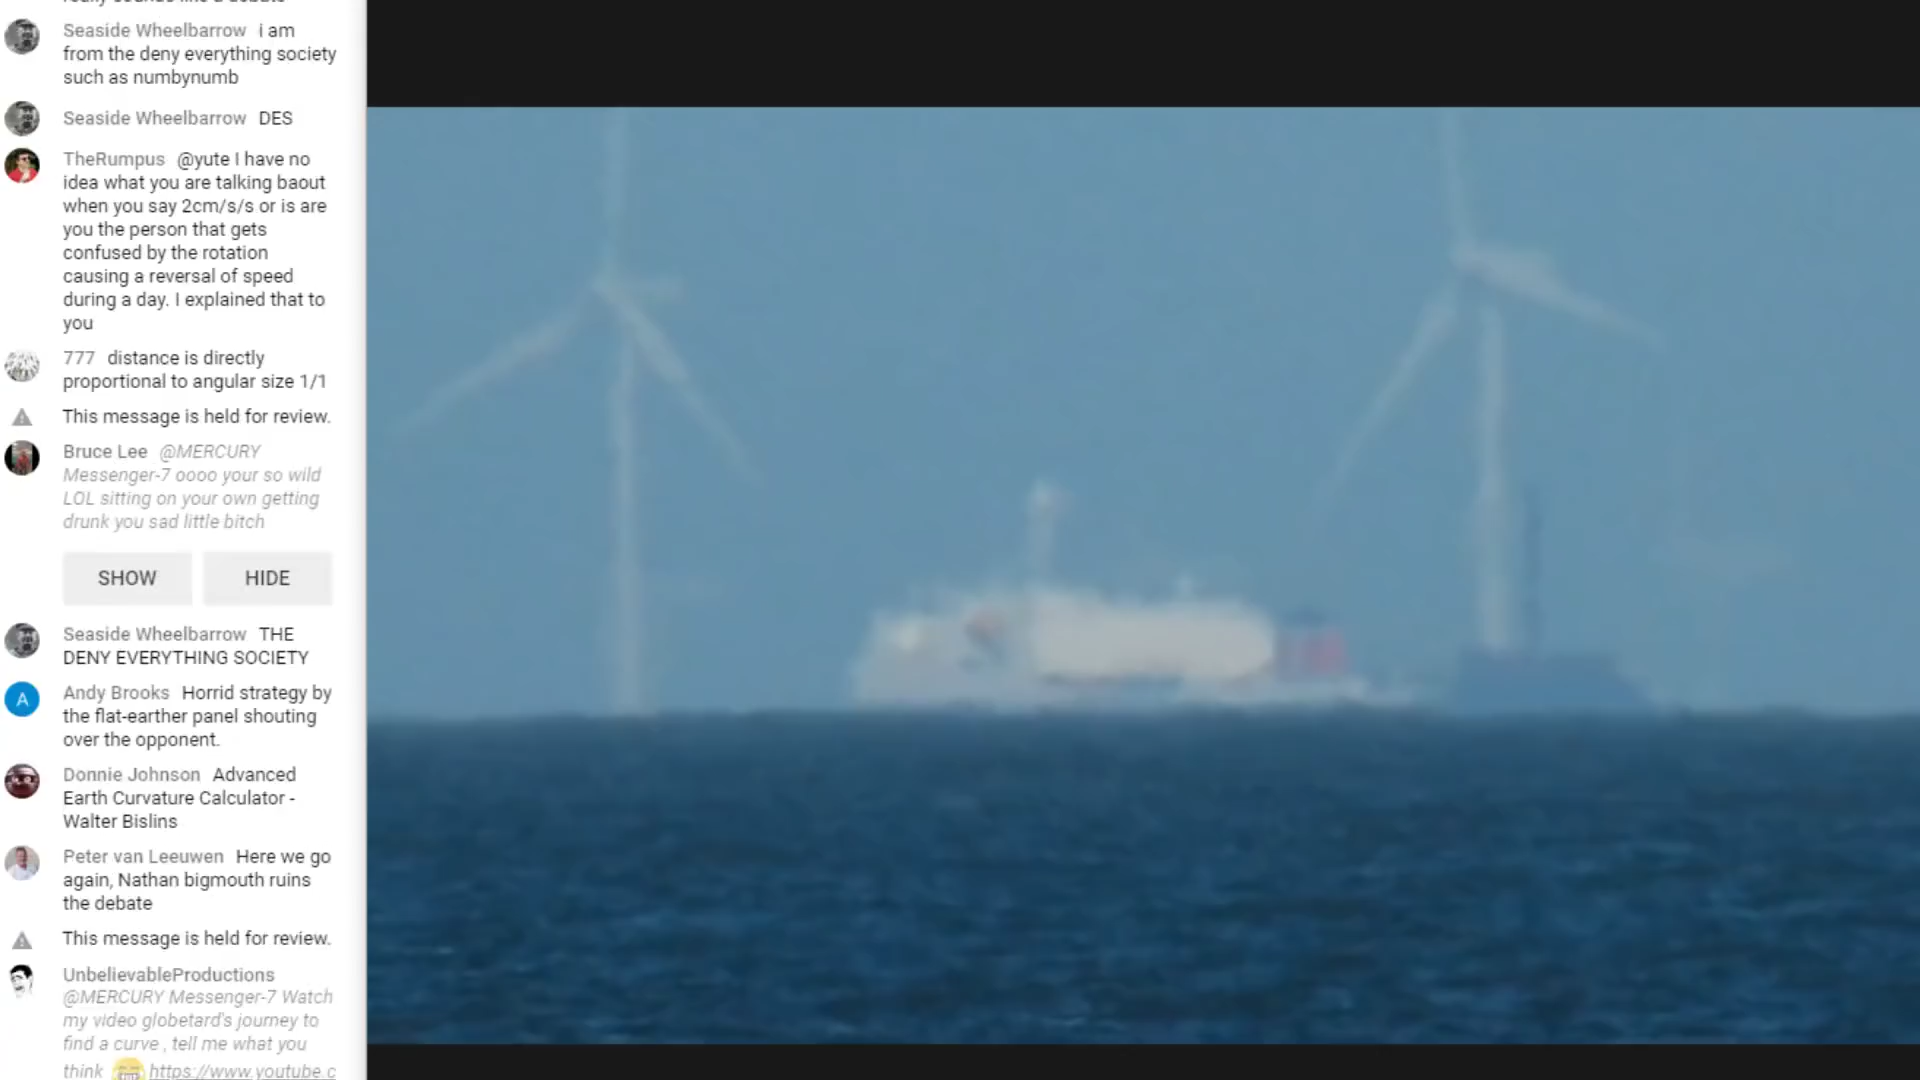 Seaside Wheelbarrow i am
from the deny everything society
such as numbynumb
Seaside Wheelbarrow DES
TheRumpus @yute I have no
idea what you are talking baout
when you say 2cm/s/s or is are
you the person that gets
confused by the rotation
causing a reversal of speed
during a day. I explained that to
you
777 distance is directly
proportional to angular size 1/1
This message is held for review.
Bruce Lee @MERCURY
Messenger-7 oooo your so wild
LOL sitting on your own getting
drunk you sad little bitch
SHOW HIDE
Seaside Wheelbarrow THE
DENY EVERYTHING SOCIETY
A Andy Brooks Horrid strategy by
the flat-earther panel shouting
over the opponent.
Donnie Johnson Advanced
Earth Curvature Calculator -
Walter Bislins
Peter van Leeuwen Here we go
again, Nathan bigmouth ruins
the debate
This message is held for review.
UnbelievableProductions
@MERCURY Messenger-7 Watch
my video globetard's journey to
find a curve , tell me what you
think https://www.youtube.c